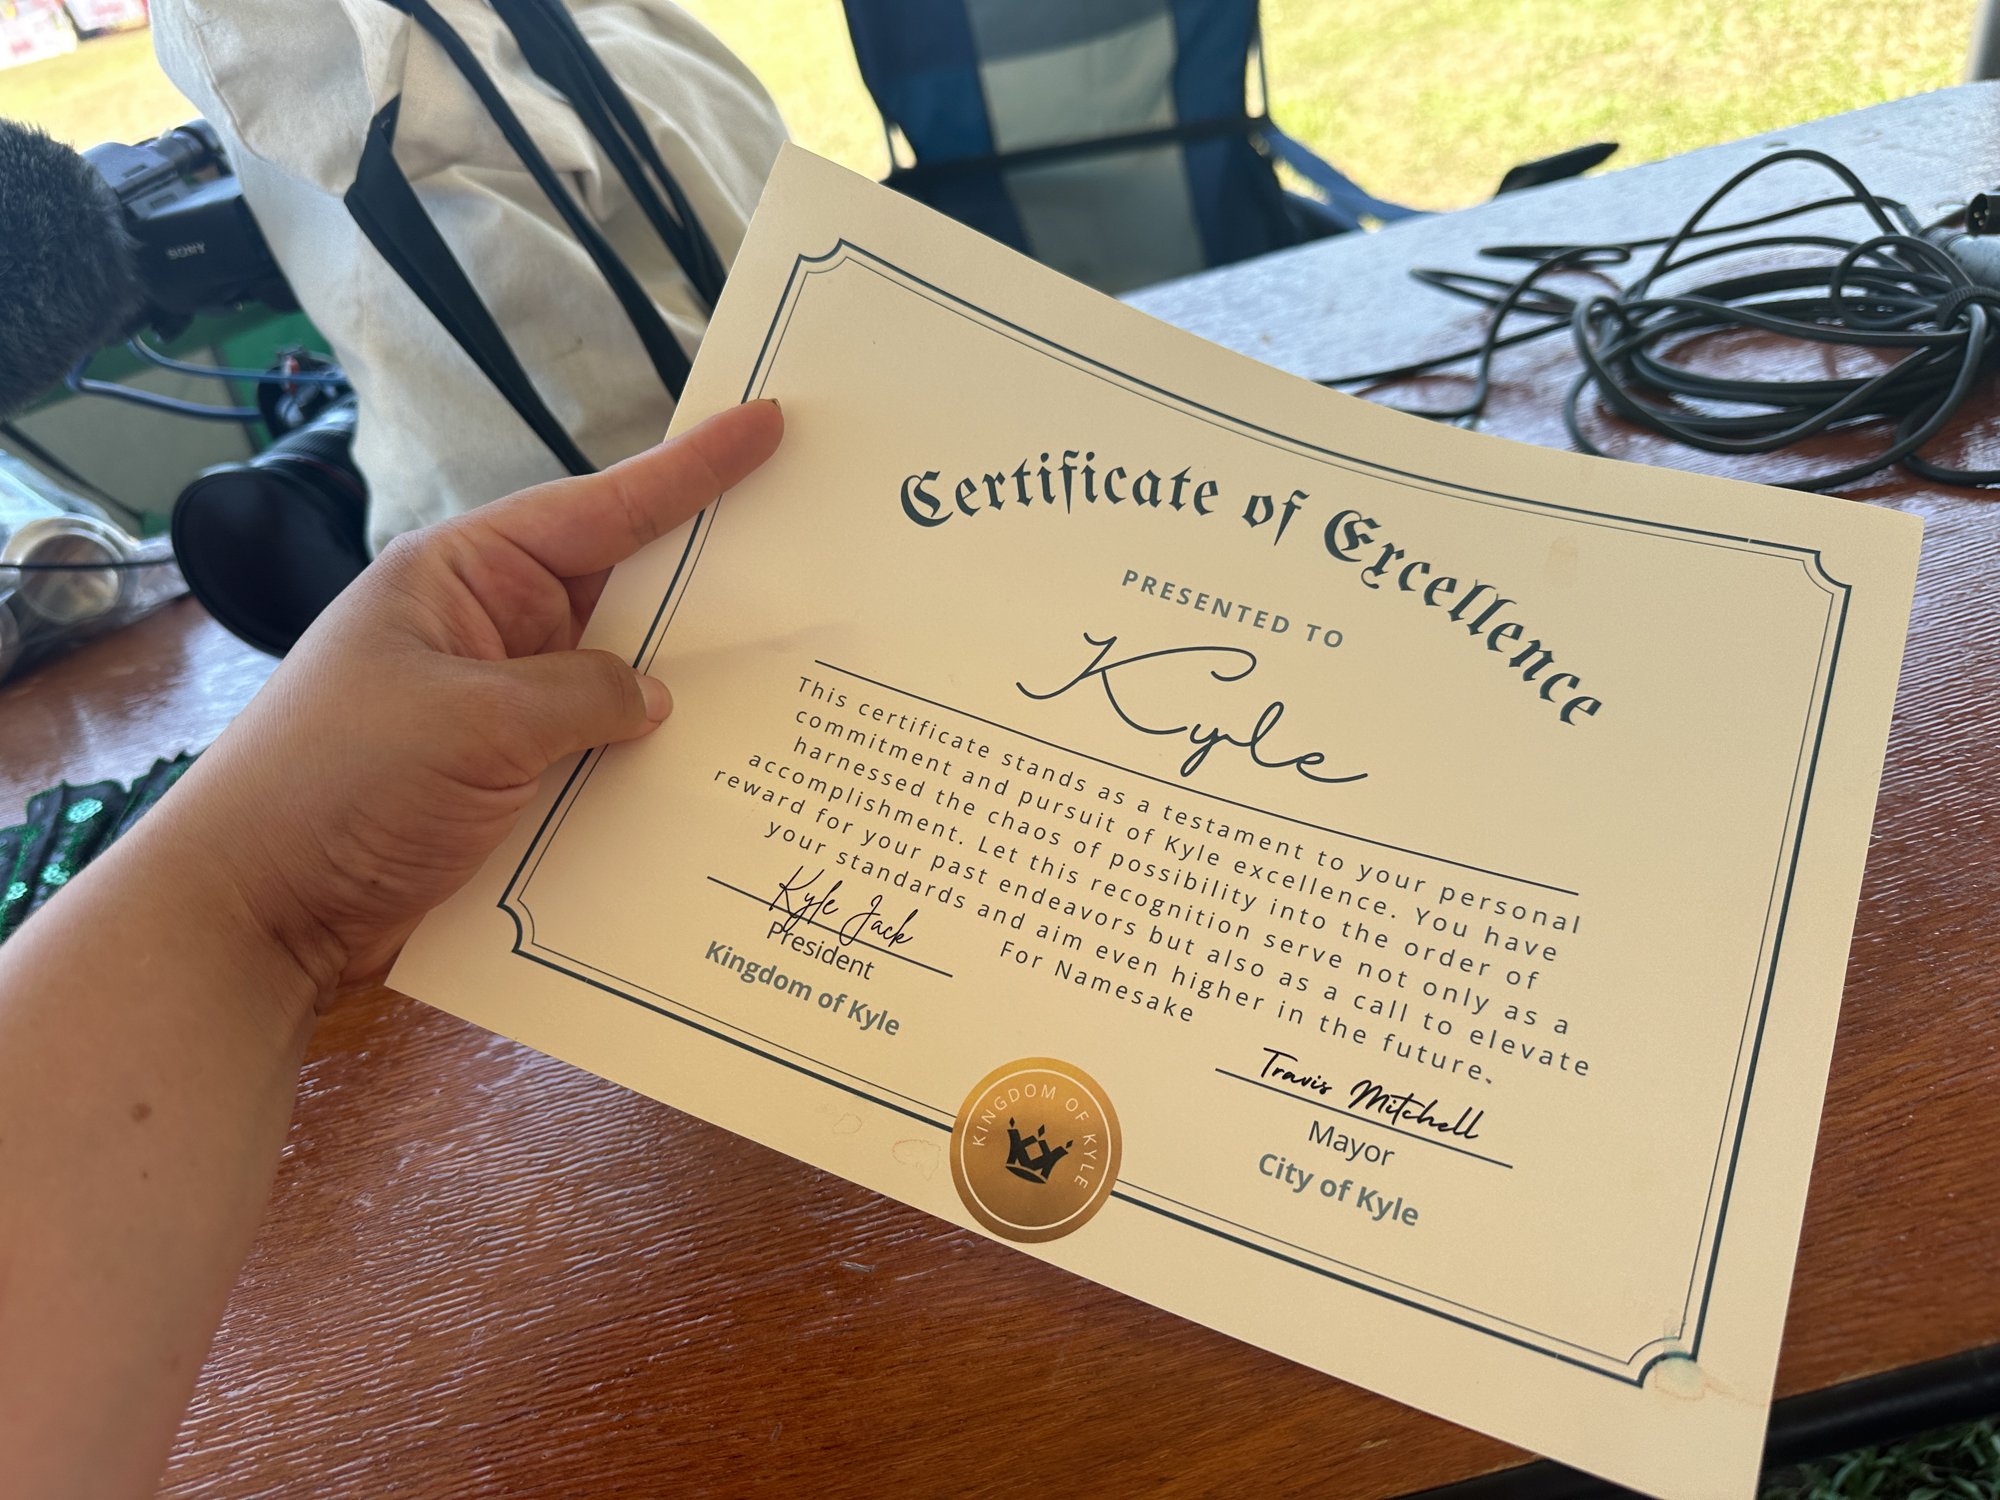 SONY
Certificate of Excellence
PRESENTED TO
Kyle
This certificate stands as a testament to your personal
commitment and pursuit of Kyle excellence. You have
harnessed the chaos of possibility into the order of
accomplishment. Let this recognition serve not only as a
reward for your past endeavors but also as a call to elevate
your standards and aim even higher in the future.
For Namesake
Kyle Jack
President
Kingdom of Kyle
KINGDOM OF KYLE
Travis Mitchell
Mayor
City of Kyle